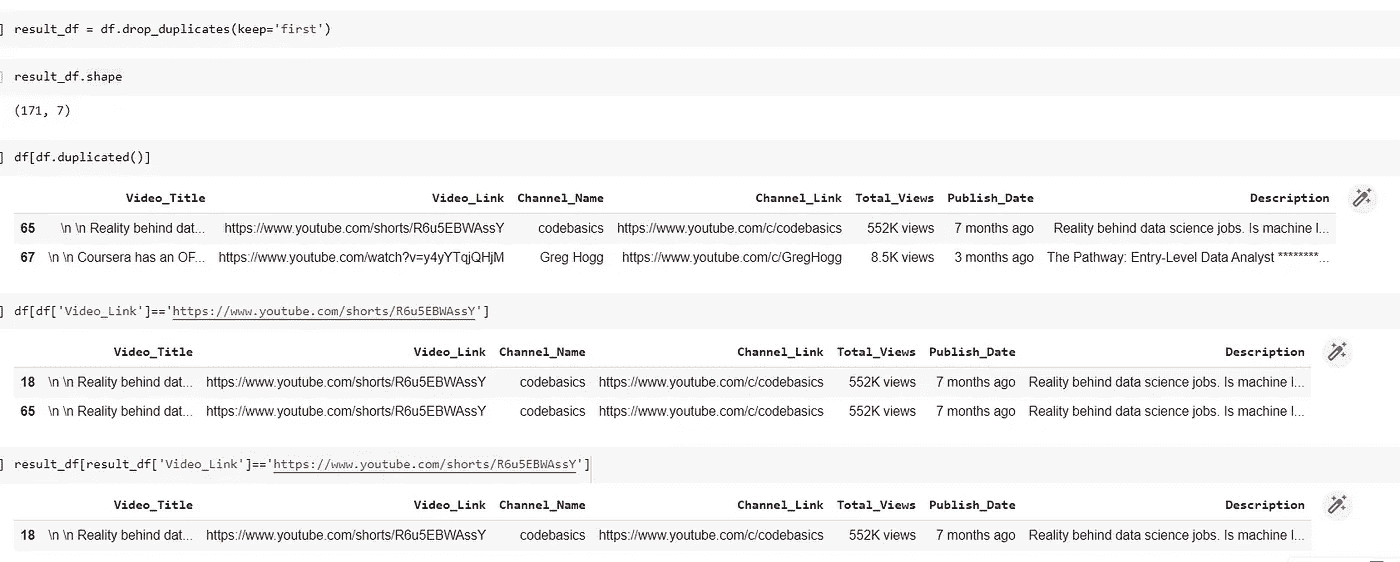 ] result_df = df.drop_duplicates(keep='first')
] result_df.shape
(171, 7)
] df[df.duplicated()]
Video_Title Video_Link Channel_Name Channel_Link Total_Views Publish_Date Description
65 \n \n Reality behind dat... https://www.youtube.com/shorts/R6u5EBWAssY codebasics https://www.youtube.com/c/codebasics 552K views 7 months ago Reality behind data science jobs. Is machine l...
67 \n \n Coursera has an OF... https://www.youtube.com/watch?v=y4yYTqjQHjM Greg Hogg https://www.youtube.com/c/GregHogg 8.5K views 3 months ago The Pathway: Entry-Level Data Analyst ********...
] df[df['Video_Link']=='https://www.youtube.com/shorts/R6u5EBWAssY']
Video_Title Video_Link Channel_Name Channel_Link Total_Views Publish_Date Description
18 \n \n Reality behind dat... https://www.youtube.com/shorts/R6u5EBWAssY codebasics https://www.youtube.com/c/codebasics 552K views 7 months ago Reality behind data science jobs. Is machine l...
65 \n \n Reality behind dat... https://www.youtube.com/shorts/R6u5EBWAssY codebasics https://www.youtube.com/c/codebasics 552K views 7 months ago Reality behind data science jobs. Is machine l...
] result_df[result_df['Video_Link']=='https://www.youtube.com/shorts/R6u5EBWAssY']
Video_Title Video_Link Channel_Name Channel_Link Total_Views Publish_Date Description
18 \n \n Reality behind dat... https://www.youtube.com/shorts/R6u5EBWAssY codebasics https://www.youtube.com/c/codebasics 552K views 7 months ago Reality behind data science jobs. Is machine l...